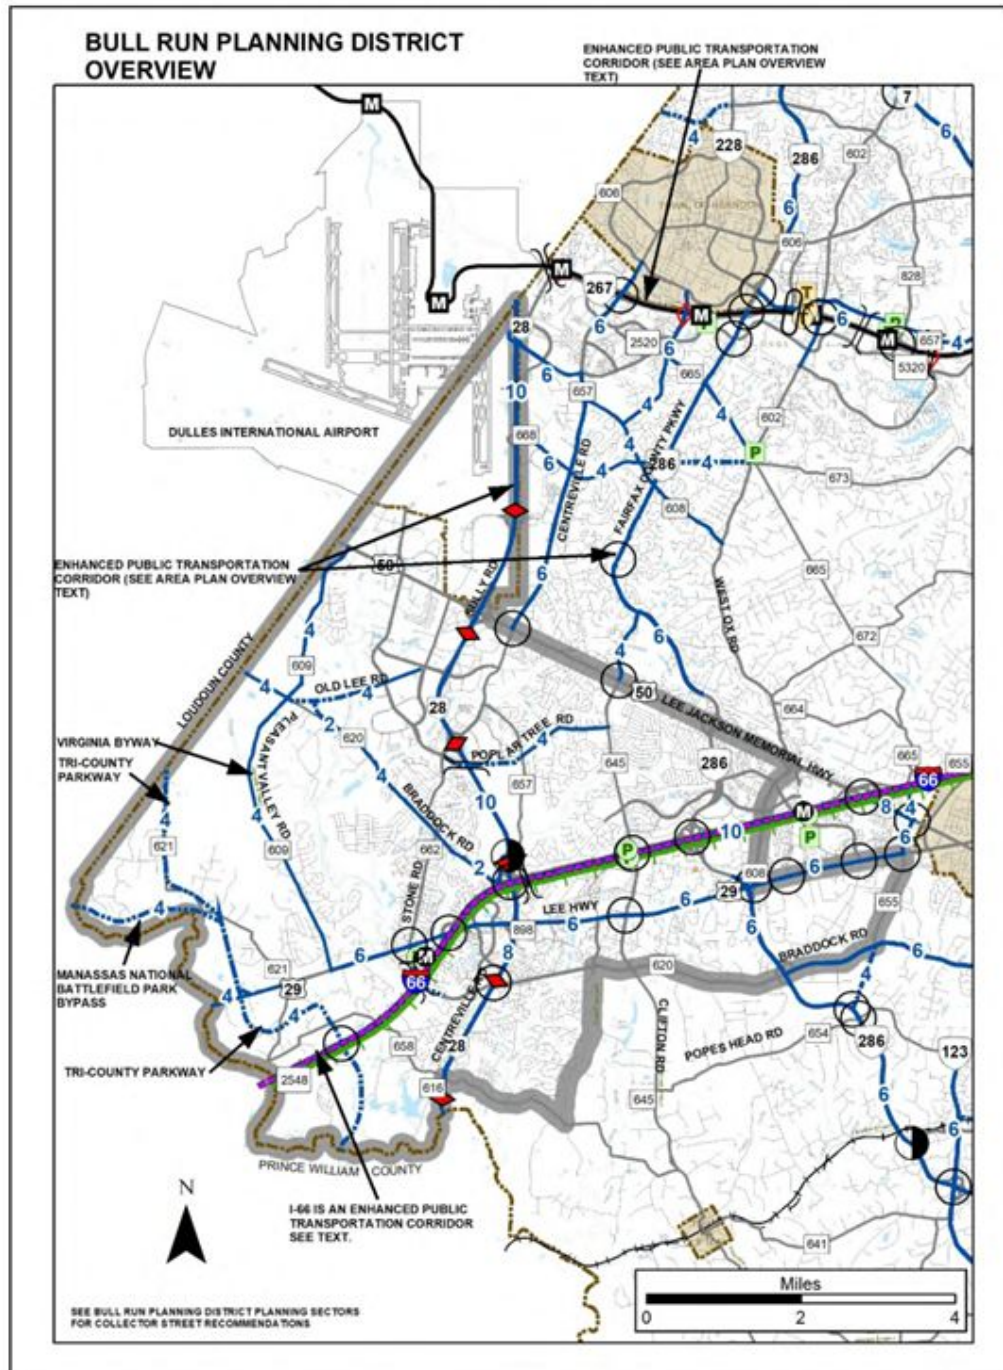 BULL RUN PLANNING DISTRICT
OVERVIEW
ENHANCED PUBLIC TRANSPORTATION
CORRIDOR (SEE AREA PLAN OVERVIEW
TEXT)
M
7
4
6
228
286
602
606
6
606
M
M
267
828
T
6
M
2520
M
657
4
5320
28
6
10
657
665
4
602
DULLES INTERNATIONAL AIRPORT
668
6
4
4
286
4
P
673
CENTREVILLE RD
FAIRFAX COUNTY PKWY
608
ENHANCED PUBLIC TRANSPORTATION
CORRIDOR (SEE AREA PLAN OVERVIEW
TEXT)
50
SULLY RD
6
665
WEST OX RD
4
6
672
LOUDOUN COUNTY
609
4
4
OLD LEE RD
4
50
LEE JACKSON MEMORIAL HWY
664
28
2
620
POPLAR TREE RD
4
VIRGINIA BYWAY
TRI-COUNTY
PARKWAY
PLEASANT VALLEY RD
645
286
665
655
66
4
10
657
8
4
4
BRADDOCK RD
4
M
10
6
621
609
662
2
P
P
STONE RD
608
6
6
29
LEE HWY
6
6
655
4
898
6
BRADDOCK RD
MANASSAS NATIONAL
BATTLEFIELD PARK
BYPASS
621
M
8
620
4
29
66
6
4
4
CENTREVILLE
CLIFTON RD
POPES HEAD RD
654
286
TRI-COUNTY PARKWAY
658
28
123
2548
616
645
6
6
PRINCE WILLIAM COUNTY
6
N
I-66 IS AN ENHANCED PUBLIC
TRANSPORTATION CORRIDOR
SEE TEXT.
641
Miles
0 2 4
SEE BULL RUN PLANNING DISTRICT PLANNING SECTORS
FOR COLLECTOR STREET RECOMMENDATIONS